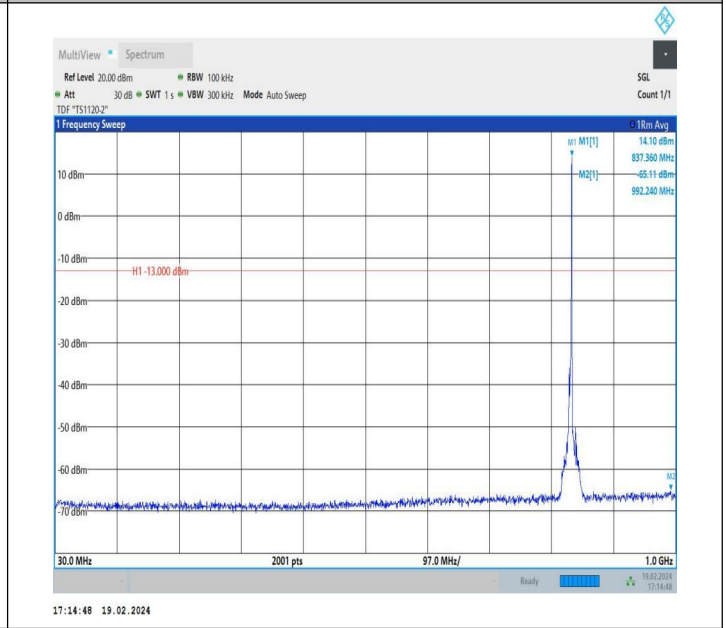 R S
MultiView Spectrum
Ref Level 20.00 dBm RBW 100 kHz SGL
Att 30 dB SWT 1 s VBW 300 kHz Mode Auto Sweep Count 1/1
TDF "TS1120-2"
1 Frequency Sweep 1Rm Avg
M1 M1[1] 14.10 dBm
837.360 MHz
10 dBm M2[1] -65.11 dBm
992.240 MHz
0 dBm
-10 dBm
H1 -13.000 dBm
-20 dBm
-30 dBm
-40 dBm
-50 dBm
-60 dBm
M2
-70 dBm
30.0 MHz 2001 pts 97.0 MHz/ 1.0 GHz
Ready 19.02.2024
17:14:48
17:14:48 19.02.2024